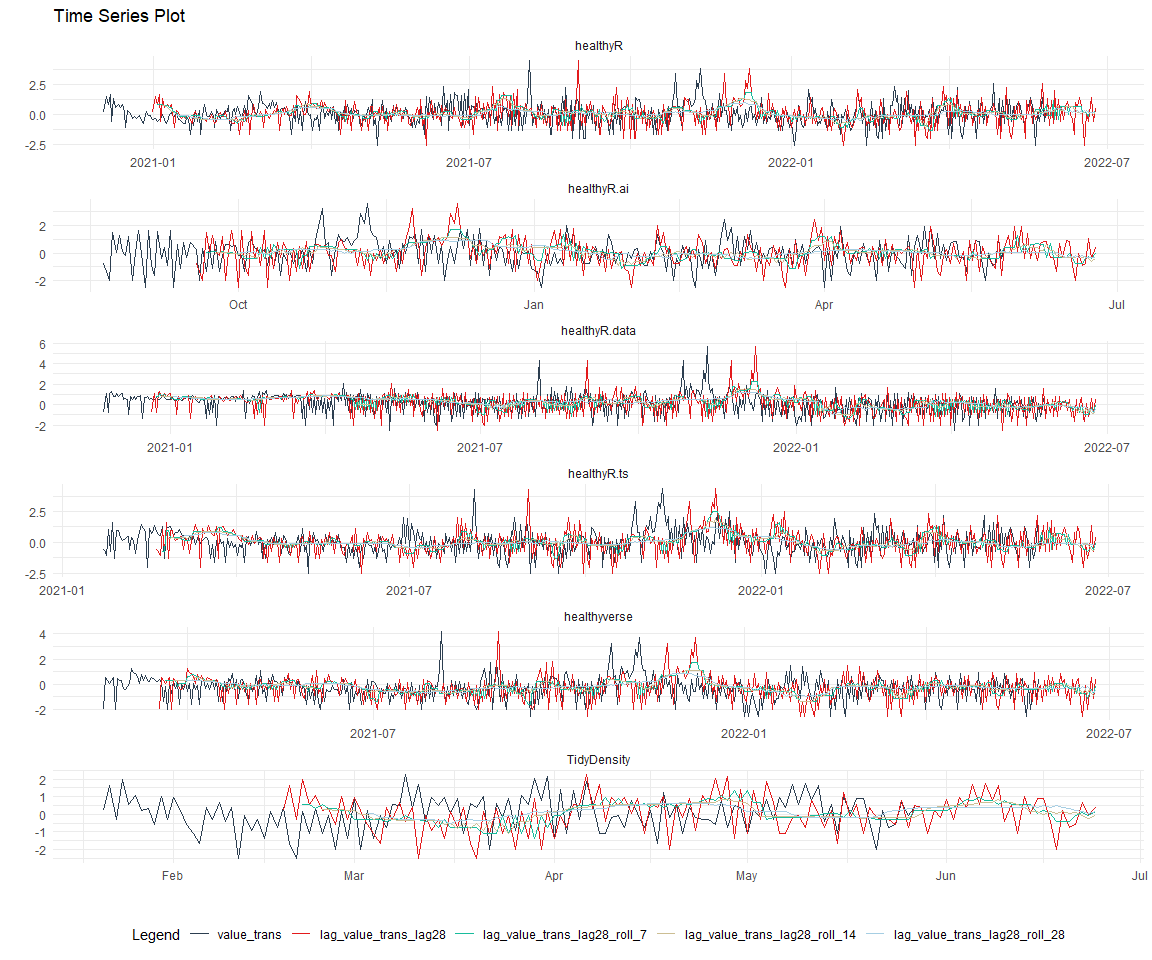 Time Series Plot
healthyR
2.5
0.0
-2.5
2021-01 2021-07 2022-01 2022-07
healthyR.ai
2
0
-2
Oct Jan Apr Jul
healthyR.data
6
4
2
0
-2
2021-01 2021-07 2022-01 2022-07
healthyR.ts
2.5
0.0
-2.5
2021-01 2021-07 2022-01 2022-07
healthyverse
4
2
0
-2
2021-07 2022-01 2022-07
TidyDensity
2
1
0
-1
-2
Feb Mar Apr May Jun Jul
Legend value_trans lag_value_trans_lag28 lag_value_trans_lag28_roll_7 lag_value_trans_lag28_roll_14 lag_value_trans_lag28_roll_28